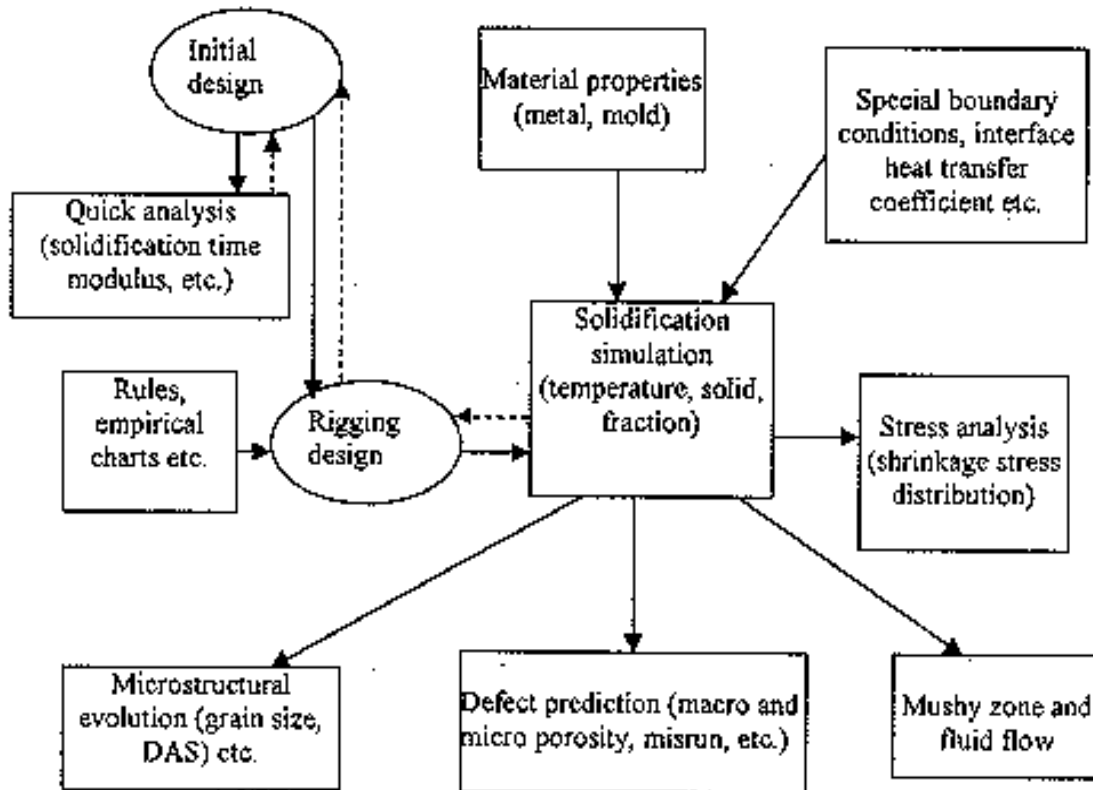 Initial
design
Material properties
(metal, mold)
Special boundary
conditions, interface
heat transfer
coefficient etc.
Quick analysis
(solidification time
modulus, etc.)
Solidification
simulation
(temperature, solid,
fraction)
Rules,
empirical
charts etc.
Rigging
design
Stress analysis
(shrinkage stress
distribution)
Microstructural
evolution (grain size,
DAS) etc.
Defect prediction (macro and
micro porosity, misrun, etc.)
Mushy zone and
fluid flow